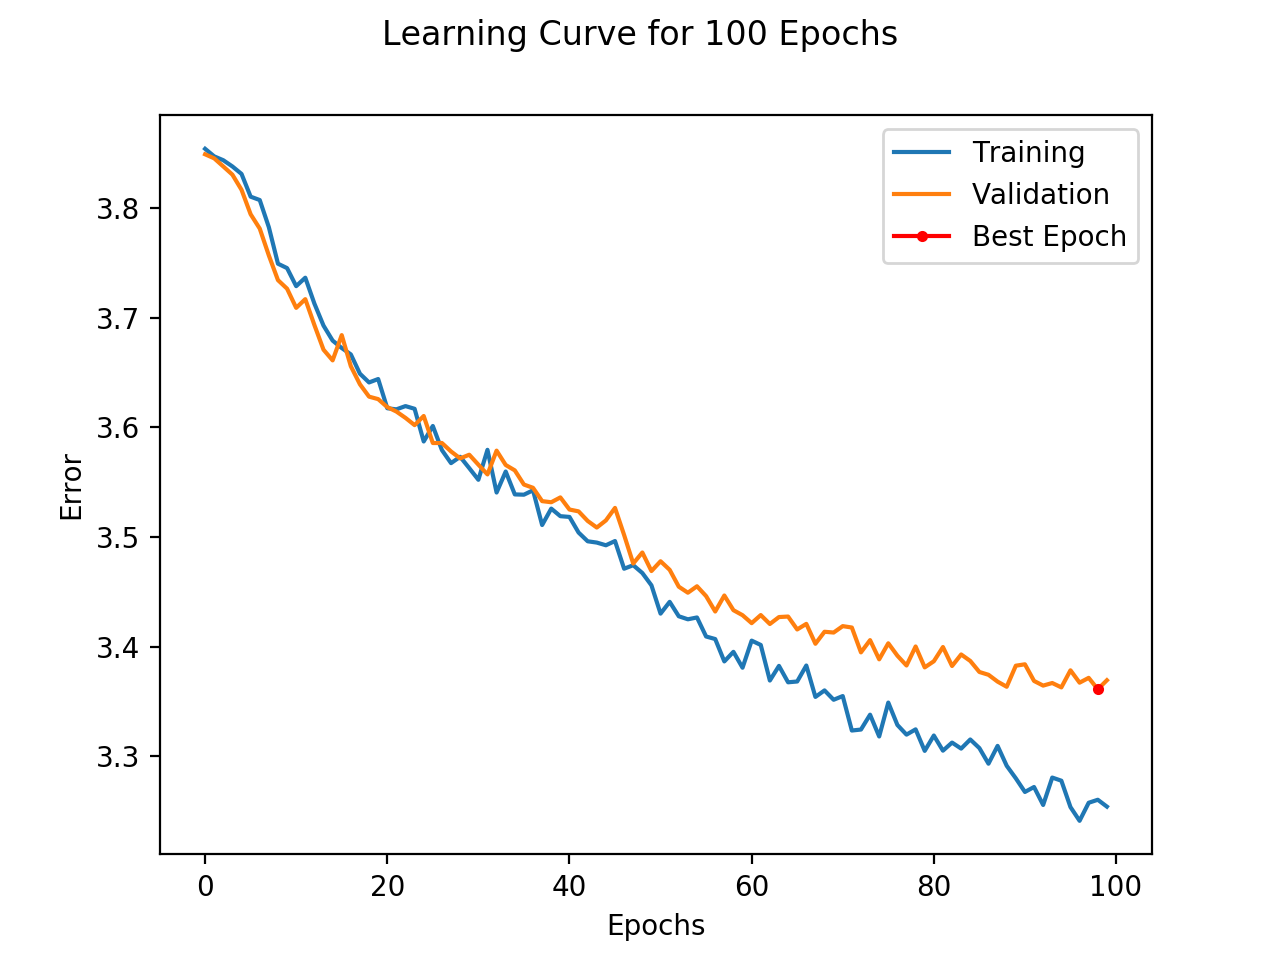 Learning Curve for 100 Epochs
Training
Validation
Best Epoch
3.8
3.7
3.6
3.5
3.4
3.3
Error
0 20 40 60 80 100
Epochs